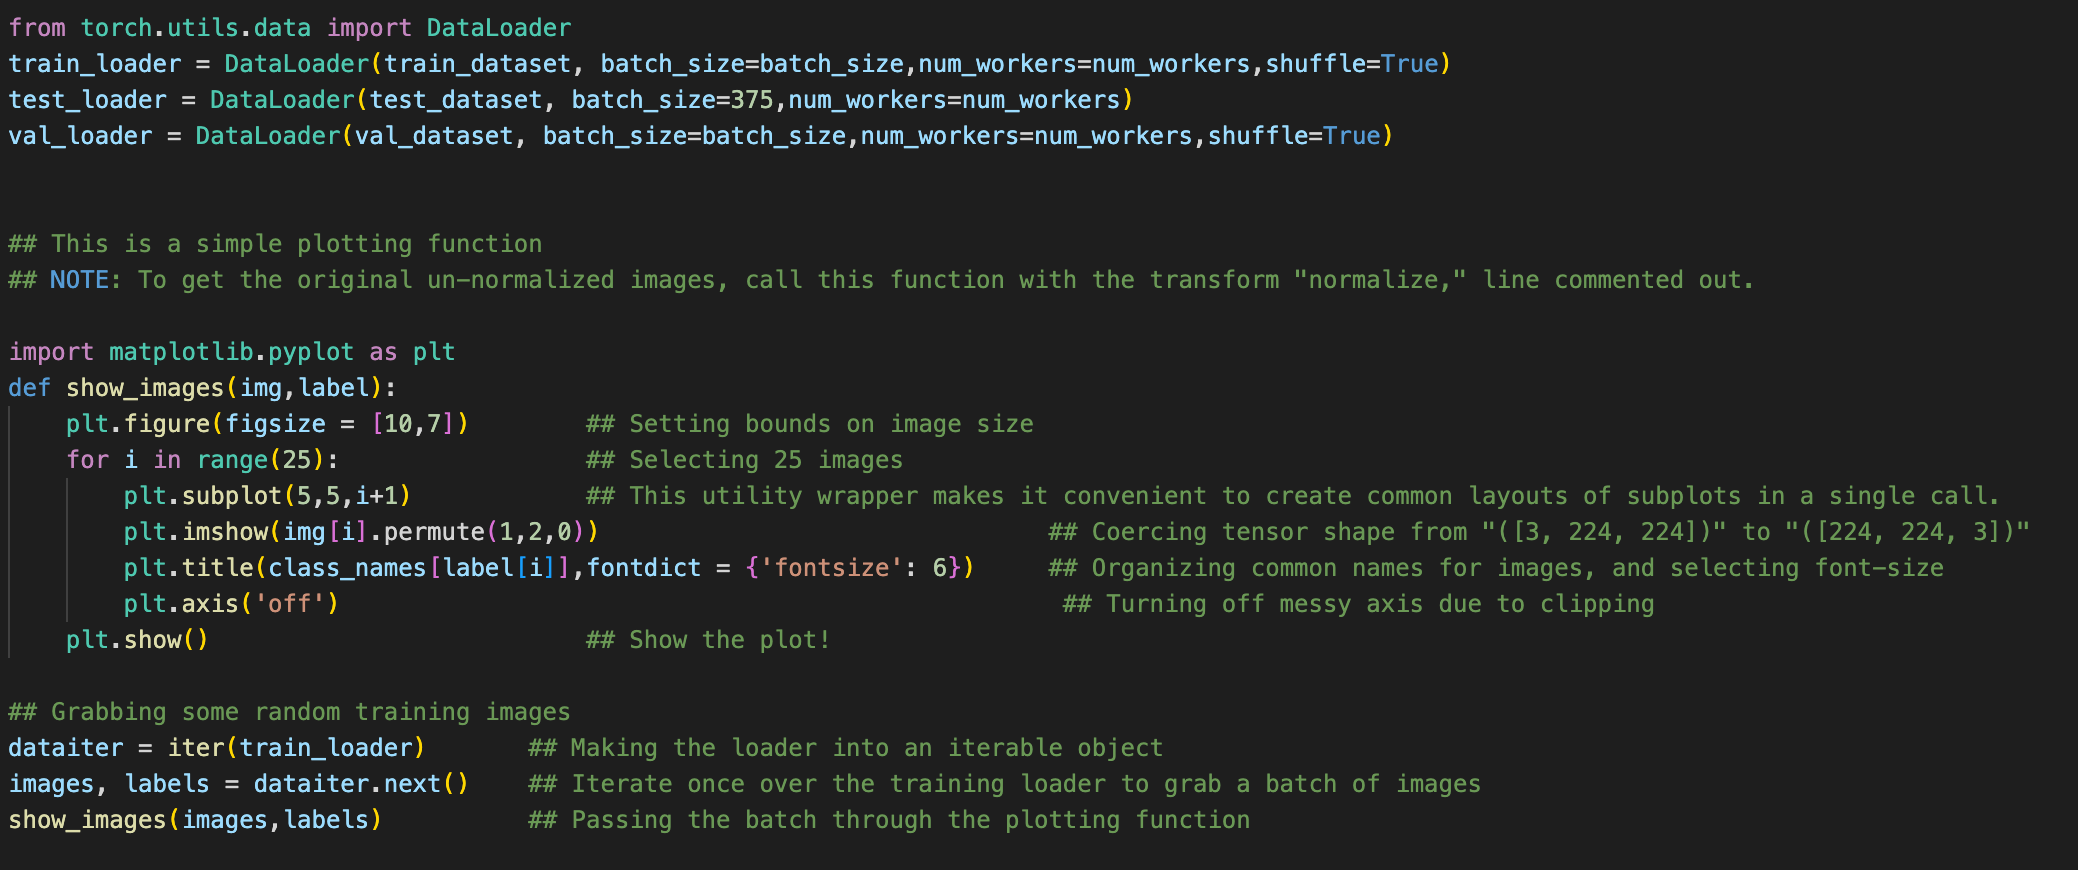 from torch.utils.data import DataLoader
train_loader = DataLoader(train_dataset, batch_size=batch_size,num_workers=num_workers,shuffle=True)
test_loader = DataLoader(test_dataset, batch_size=375,num_workers=num_workers)
val_loader = DataLoader(val_dataset, batch_size=batch_size,num_workers=num_workers,shuffle=True)
## This is a simple plotting function
## NOTE: To get the original un-normalized images, call this function with the transform "normalize," line commented out.
import matplotlib.pyplot as plt
def show_images(img,label):
    plt.figure(figsize = [10,7])        ## Setting bounds on image size
    for i in range(25):                 ## Selecting 25 images
        plt.subplot(5,5,i+1)            ## This utility wrapper makes it convenient to create common layouts of subplots in a single call.
        plt.imshow(img[i].permute(1,2,0))                               ## Coercing tensor shape from "([3, 224, 224])" to "([224, 224, 3])"
        plt.title(class_names[label[i]],fontdict = {'fontsize': 6})     ## Organizing common names for images, and selecting font-size
        plt.axis('off')                                                  ## Turning off messy axis due to clipping
    plt.show()                          ## Show the plot!
## Grabbing some random training images
dataiter = iter(train_loader)       ## Making the loader into an iterable object
images, labels = dataiter.next()    ## Iterate once over the training loader to grab a batch of images
show_images(images,labels)          ## Passing the batch through the plotting function